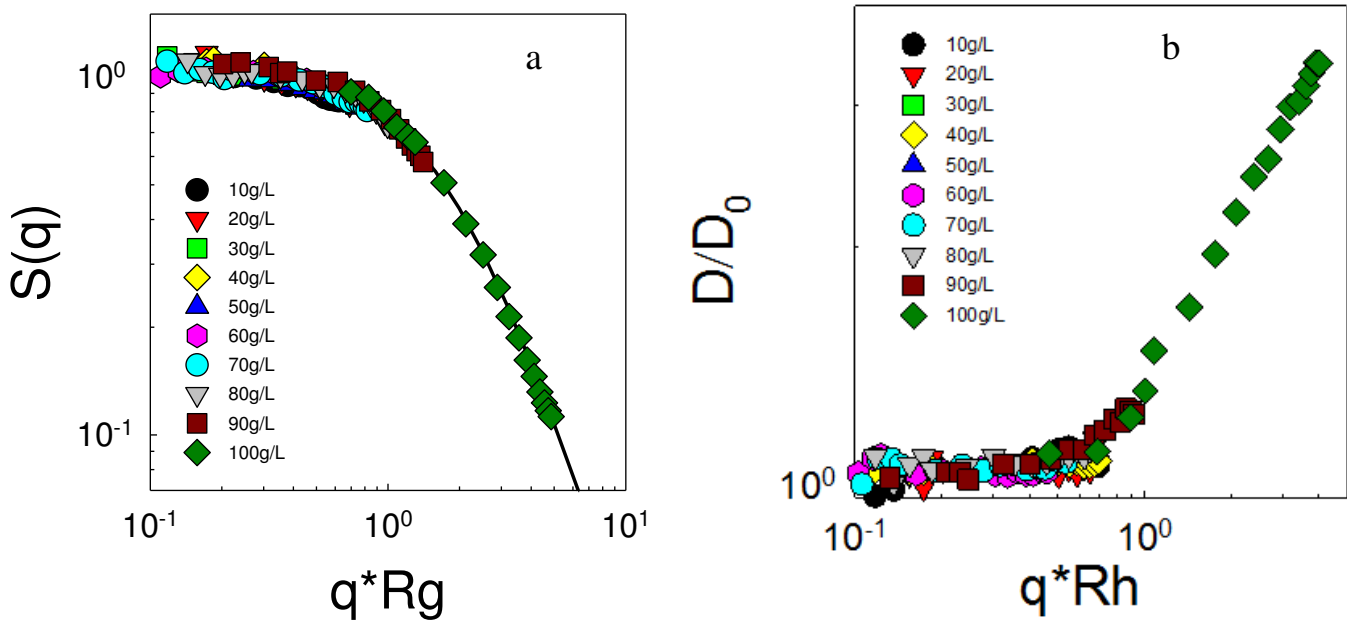 a
S(q)
10⁰
10⁻¹
10g/L
20g/L
30g/L
40g/L
50g/L
60g/L
70g/L
80g/L
90g/L
100g/L
10⁻¹ 10⁰ 10¹
q*Rg
b
D/D₀
10⁰
10g/L
20g/L
30g/L
40g/L
50g/L
60g/L
70g/L
80g/L
90g/L
100g/L
10⁻¹ 10⁰
q*Rh